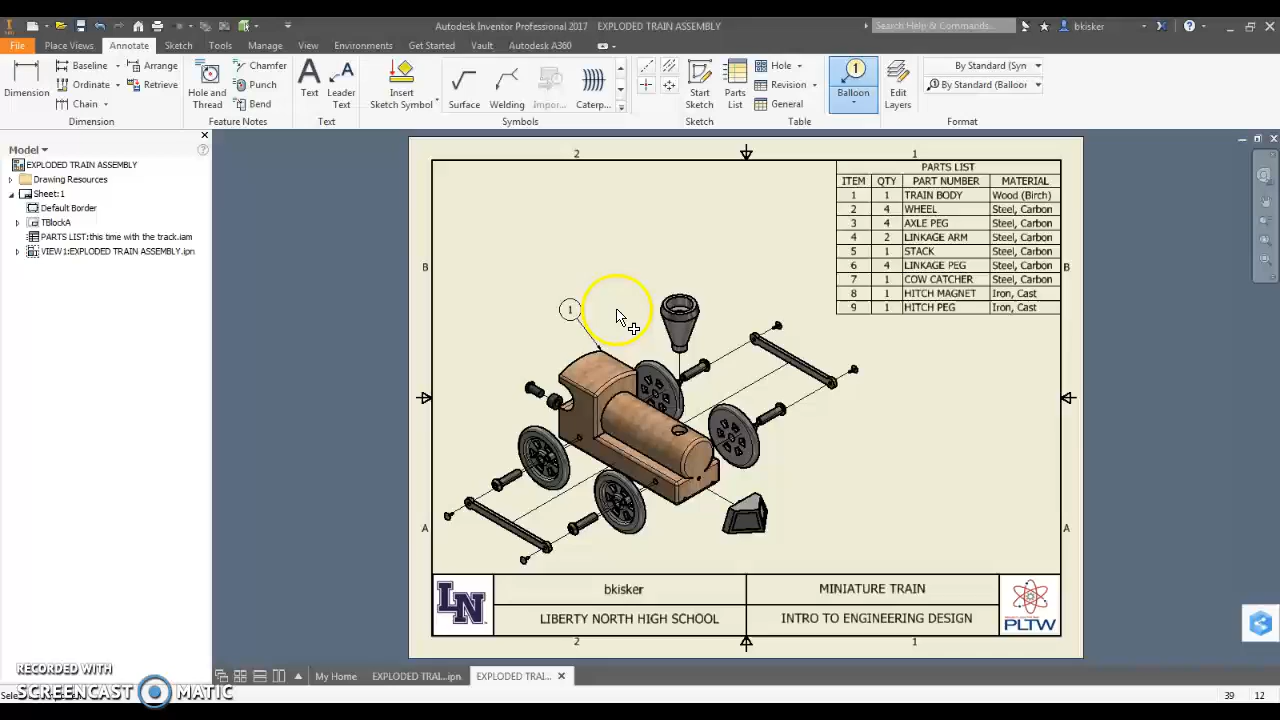 Autodesk Inventor Professional 2017 EXPLODED TRAIN ASSEMBLY
Search Help & Commands...
bkisker
File Place Views Annotate Sketch Tools Manage View Environments Get Started Vault Autodesk A360
Dimension
Baseline
Ordinate
Chain
Arrange
Retrieve
Dimension
Hole and Thread
Chamfer
Punch
Bend
Feature Notes
Text
Leader Text
Text
Insert Sketch Symbol
Surface
Welding
Impor...
Caterp...
Symbols
Start Sketch
Sketch
Parts List
Hole
Revision
General
Table
1
Balloon
Edit Layers
By Standard (Syn
By Standard (Balloor
Format
Model
EXPLODED TRAIN ASSEMBLY
Drawing Resources
Sheet:1
Default Border
TBlockA
PARTS LIST:this time with the track.iam
VIEW1:EXPLODED TRAIN ASSEMBLY.ipn
2 1
B B
A A
PARTS LIST
ITEM QTY PART NUMBER MATERIAL
1 1 TRAIN BODY Wood (Birch)
2 4 WHEEL Steel, Carbon
3 4 AXLE PEG Steel, Carbon
4 2 LINKAGE ARM Steel, Carbon
5 1 STACK Steel, Carbon
6 4 LINKAGE PEG Steel, Carbon
7 1 COW CATCHER Steel, Carbon
8 1 HITCH MAGNET Iron, Cast
9 1 HITCH PEG Iron, Cast
1
LN
bkisker
MINIATURE TRAIN
LIBERTY NORTH HIGH SCHOOL
INTRO TO ENGINEERING DESIGN
PLTW
2 1
My Home EXPLODED TRAI...ipn EXPLODED TRAI...
RECORDED WITH
SCREENCAST MATIC
39 12